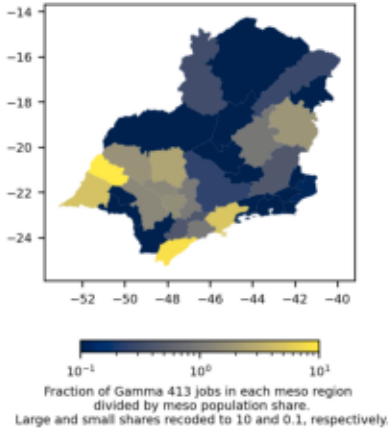 −14
−16
−18
−20
−22
−24
−52 −50 −48 −46 −44 −42 −40
10⁻¹ 10⁰ 10¹
Fraction of Gamma 413 jobs in each meso region
divided by meso population share.
Large and small shares recoded to 10 and 0.1, respectively.